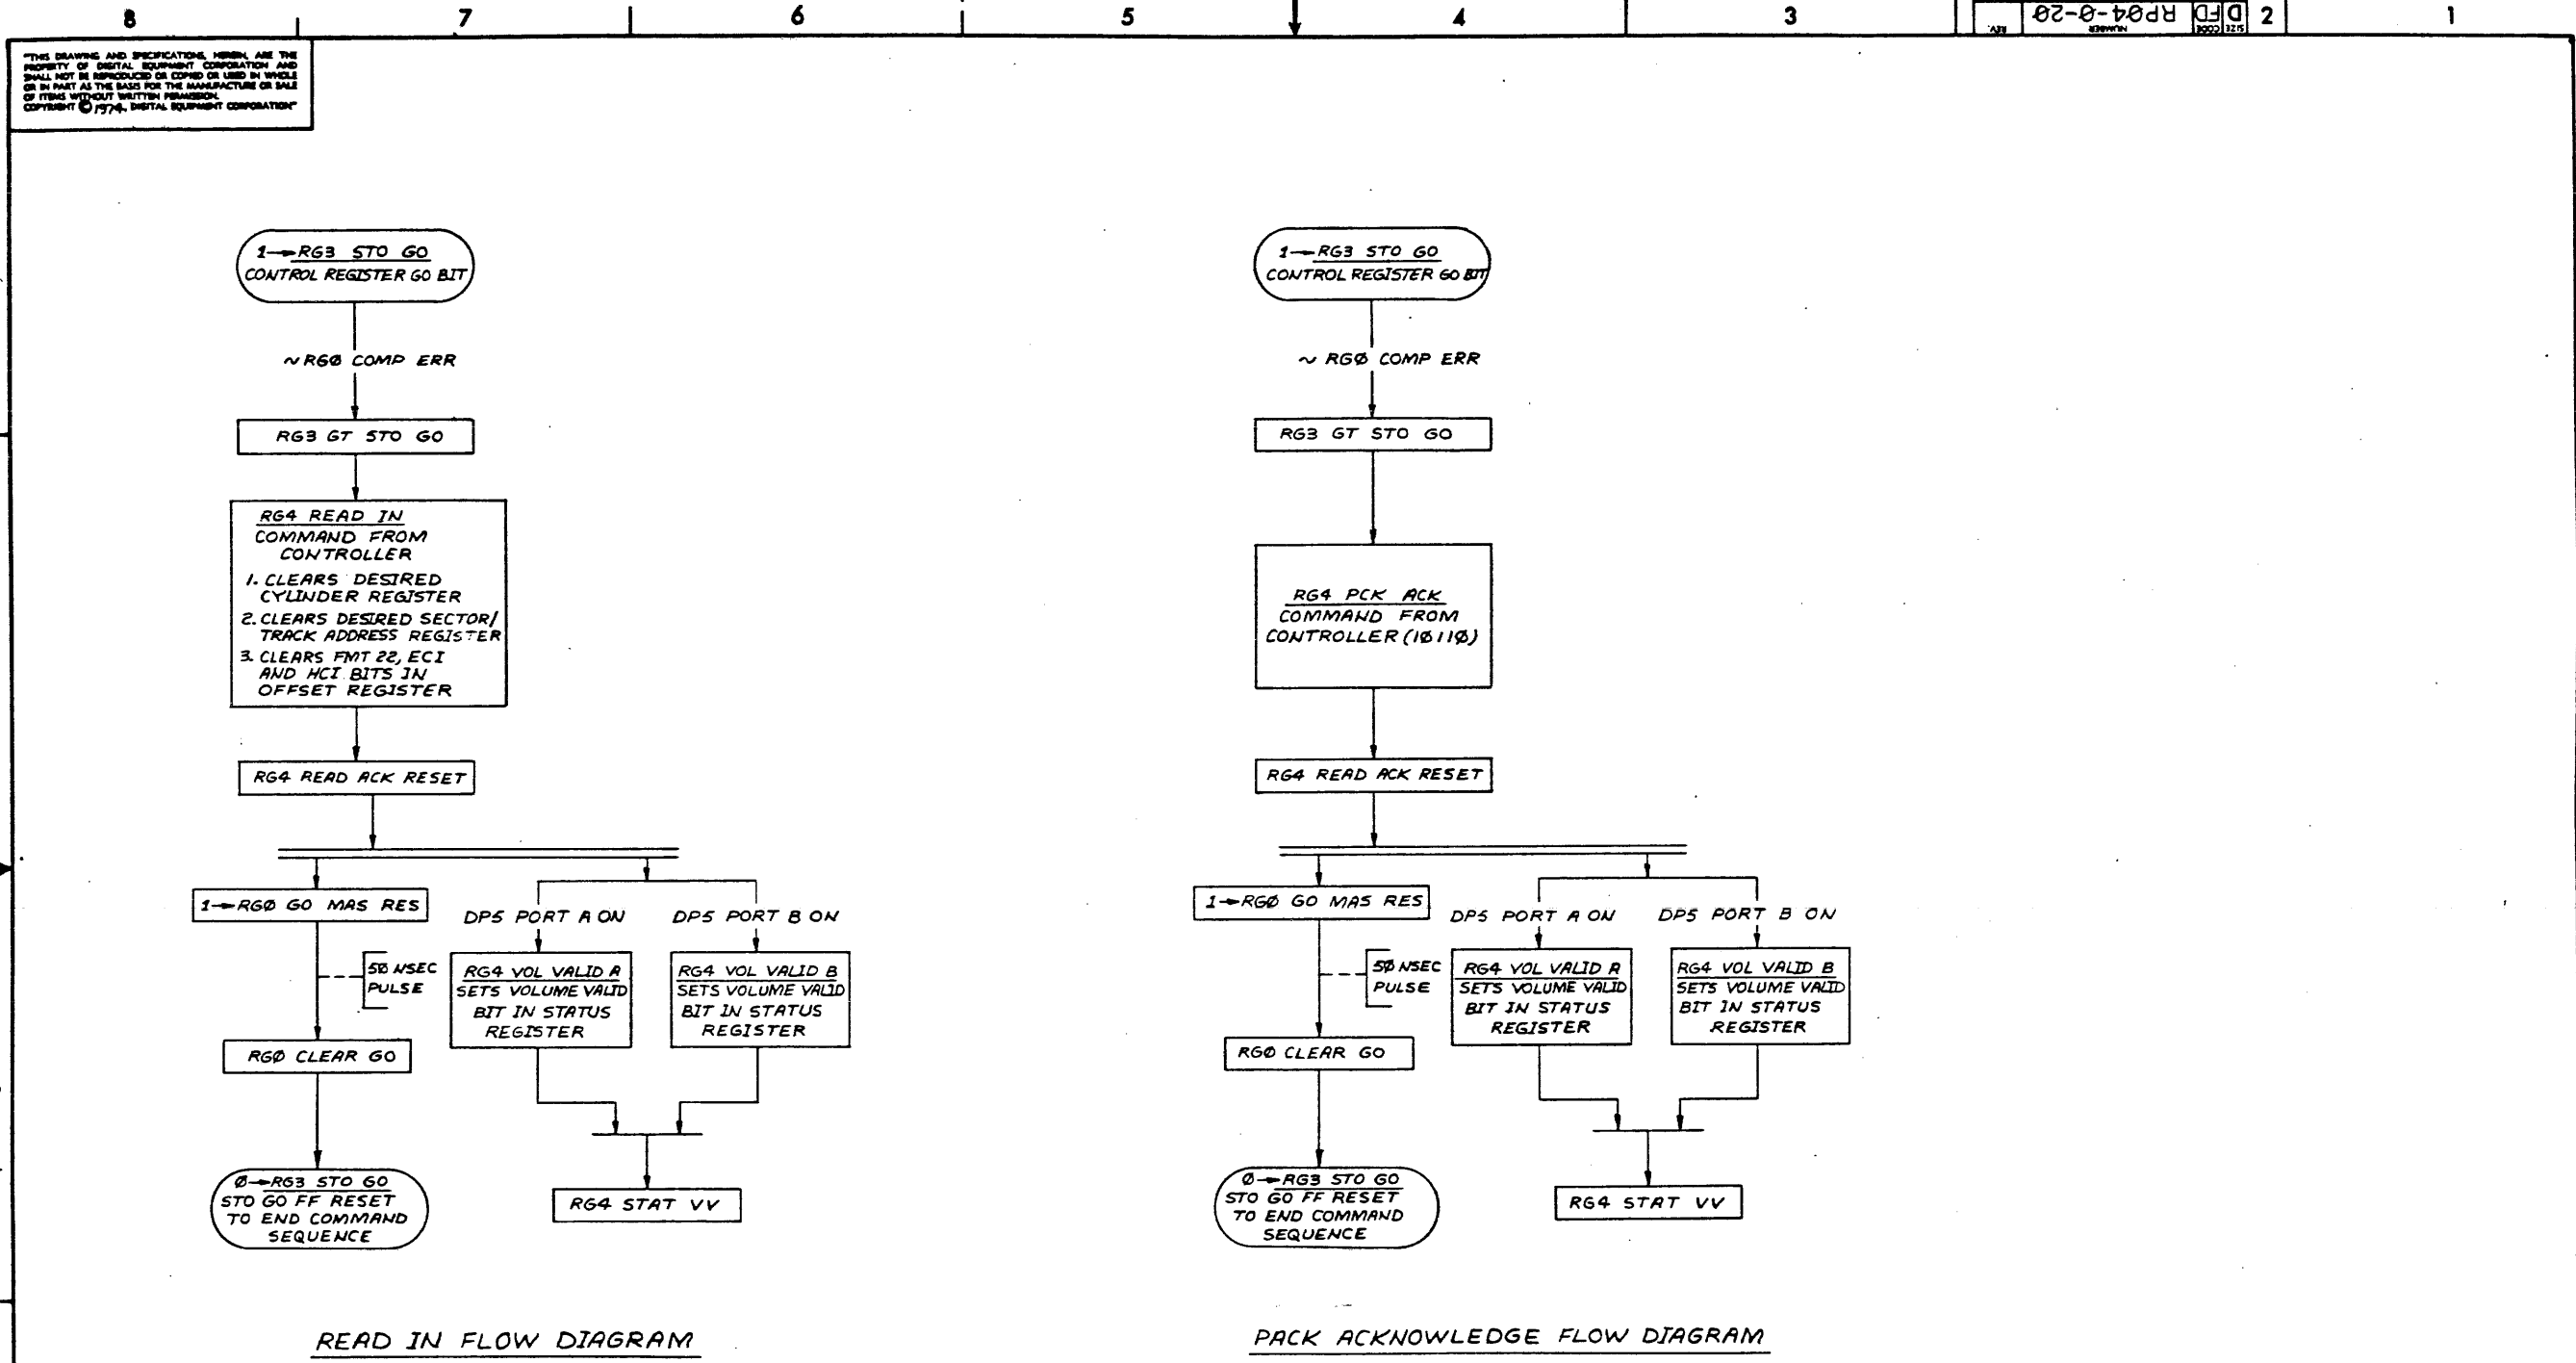 8 7 6 5 4 3 2 1
SIZE CODE NUMBER REV.
D FD RP04-0-20
"THIS DRAWING AND SPECIFICATIONS, HEREIN, ARE THE
PROPERTY OF DIGITAL EQUIPMENT CORPORATION AND
SHALL NOT BE REPRODUCED OR COPIED OR USED IN WHOLE
OR IN PART AS THE BASIS FOR THE MANUFACTURE OR SALE
OF ITEMS WITHOUT WRITTEN PERMISSION.
COPYRIGHT © 1974, DIGITAL EQUIPMENT CORPORATION"
1→RG3 STO GO
CONTROL REGISTER GO BIT
~RGØ COMP ERR
RG3 GT STO GO
RG4 READ IN
COMMAND FROM
CONTROLLER
1. CLEARS DESIRED
CYLINDER REGISTER
2. CLEARS DESIRED SECTOR/
TRACK ADDRESS REGISTER
3. CLEARS FMT 22, ECI
AND HCI BITS IN
OFFSET REGISTER
RG4 READ ACK RESET
1→RGØ GO MAS RES
5Ø NSEC
PULSE
RGØ CLEAR GO
Ø→RG3 STO GO
STO GO FF RESET
TO END COMMAND
SEQUENCE
DP5 PORT A ON
RG4 VOL VALID A
SETS VOLUME VALID
BIT IN STATUS
REGISTER
DP5 PORT B ON
RG4 VOL VALID B
SETS VOLUME VALID
BIT IN STATUS
REGISTER
RG4 STAT VV
READ IN FLOW DIAGRAM
1→RG3 STO GO
CONTROL REGISTER GO BIT
~ RGØ COMP ERR
RG3 GT STO GO
RG4 PCK ACK
COMMAND FROM
CONTROLLER (1Ø11Ø)
RG4 READ ACK RESET
1→RGØ GO MAS RES
5Ø NSEC
PULSE
RGØ CLEAR GO
Ø→RG3 STO GO
STO GO FF RESET
TO END COMMAND
SEQUENCE
DP5 PORT A ON
RG4 VOL VALID A
SETS VOLUME VALID
BIT IN STATUS
REGISTER
DP5 PORT B ON
RG4 VOL VALID B
SETS VOLUME VALID
BIT IN STATUS
REGISTER
RG4 STAT VV
PACK ACKNOWLEDGE FLOW DIAGRAM